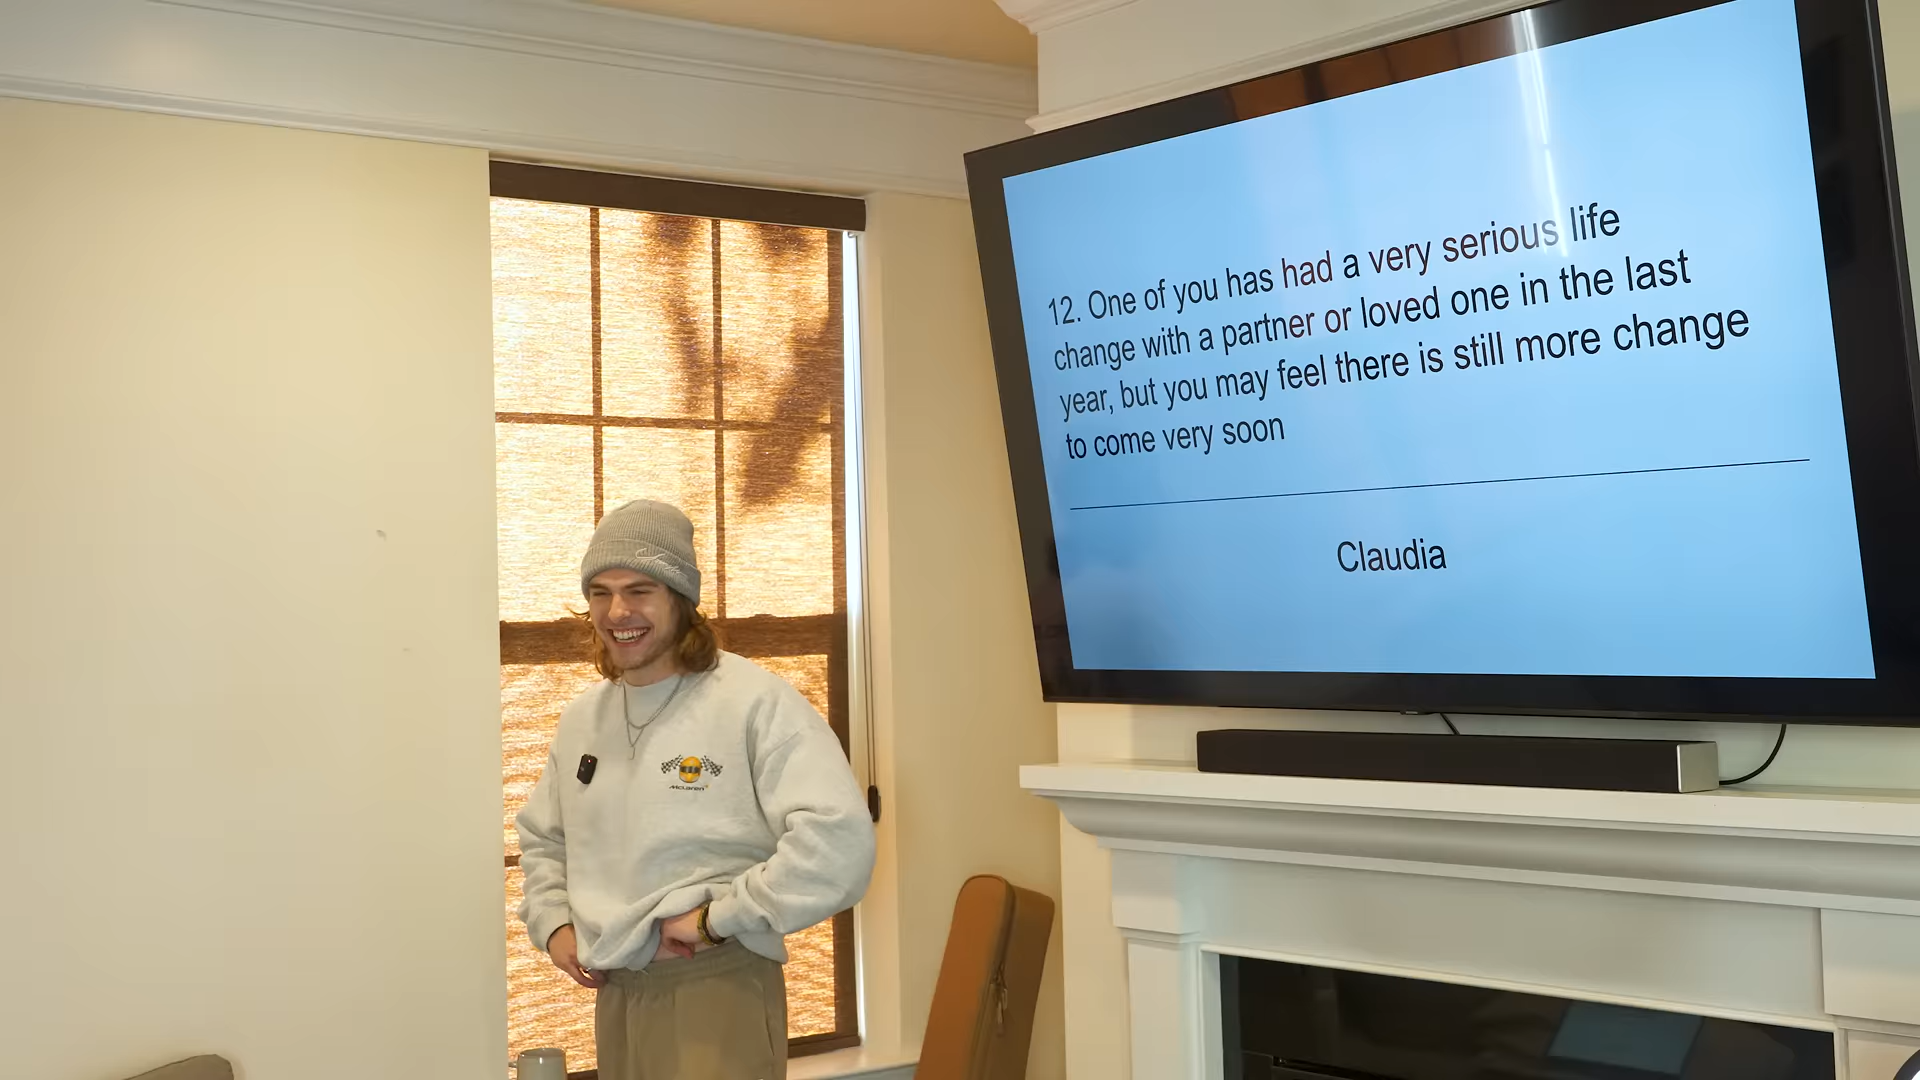 12. One of you has had a very serious life
change with a partner or loved one in the last
year, but you may feel there is still more change
to come very soon
Claudia
McLaren